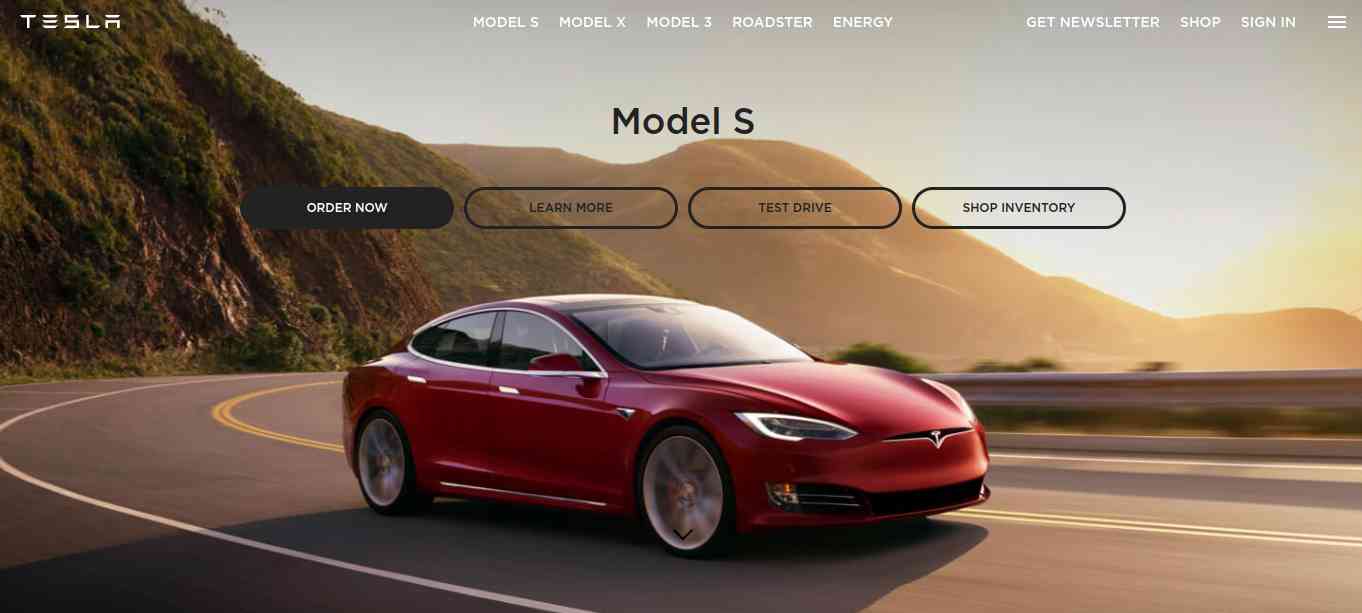 TESLA MODEL S MODEL X MODEL 3 ROADSTER ENERGY GET NEWSLETTER SHOP SIGN IN
Model S
ORDER NOW LEARN MORE TEST DRIVE SHOP INVENTORY